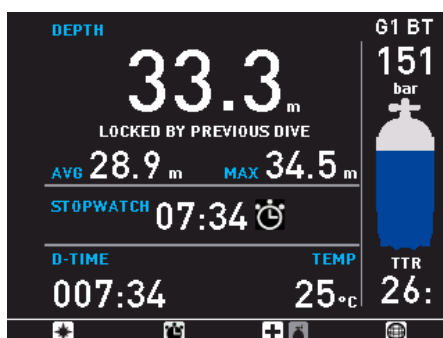 DEPTH
33.3 m
LOCKED BY PREVIOUS DIVE
AVG 28.9 m MAX 34.5 m
STOPWATCH 07:34
D-TIME TEMP
007:34 25°C
G1 BT
151
bar
TTR
26: